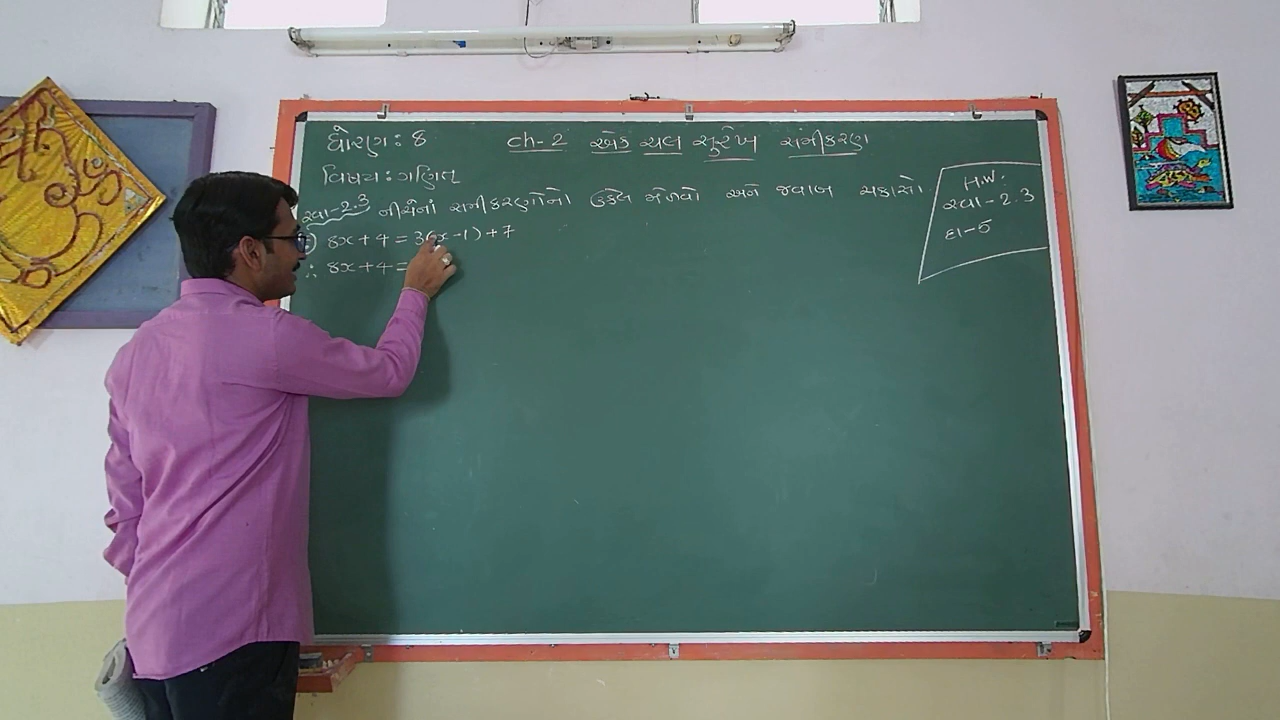 ધોરણ : 8
ch-2 એક ચલ સુરેખ સમીકરણ
વિષય : ગણિત
સ્વા-2.3 નીચેનાં સમીકરણોનો ઉકેલ મેળવો અને જવાબ ચકાસો.
8x+4=3(x-1)+7
∴ 8x+4=
H.W:
સ્વા-2.3
દા-5